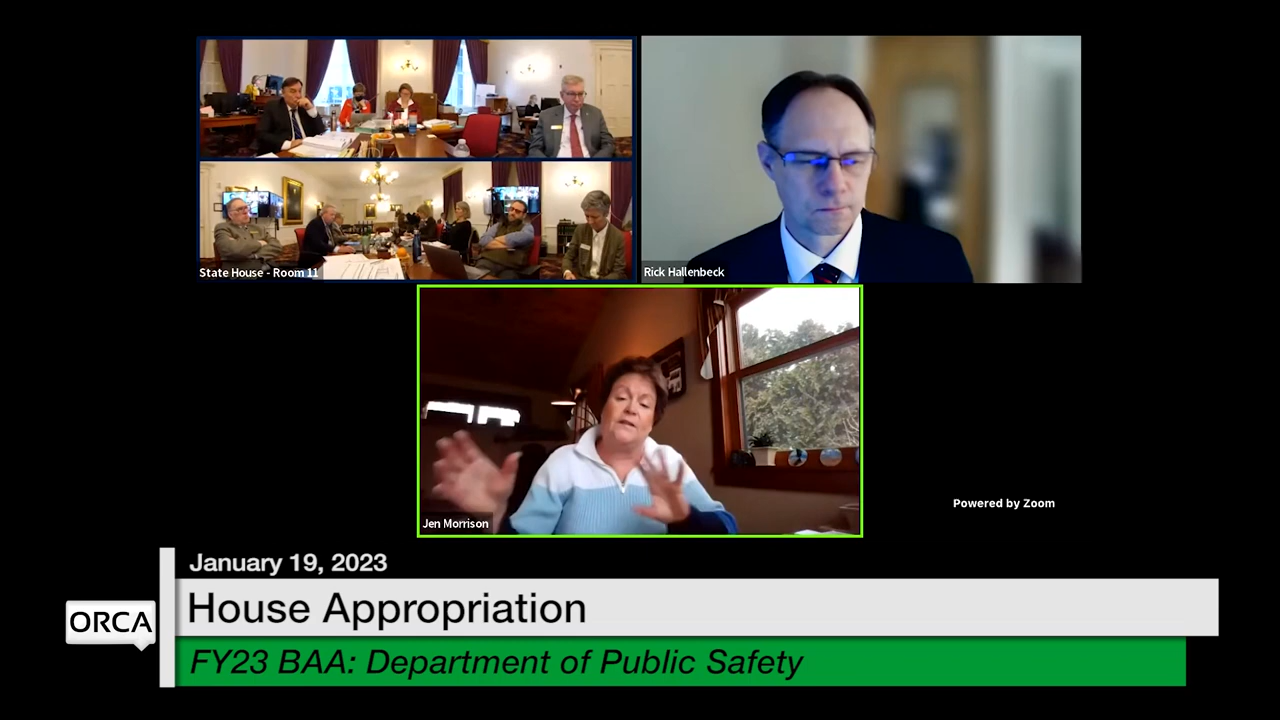 State House - Room 11
Rick Hallenbeck
Jen Morrison
Powered by Zoom
January 19, 2023
ORCA
House Appropriation
FY23 BAA: Department of Public Safety